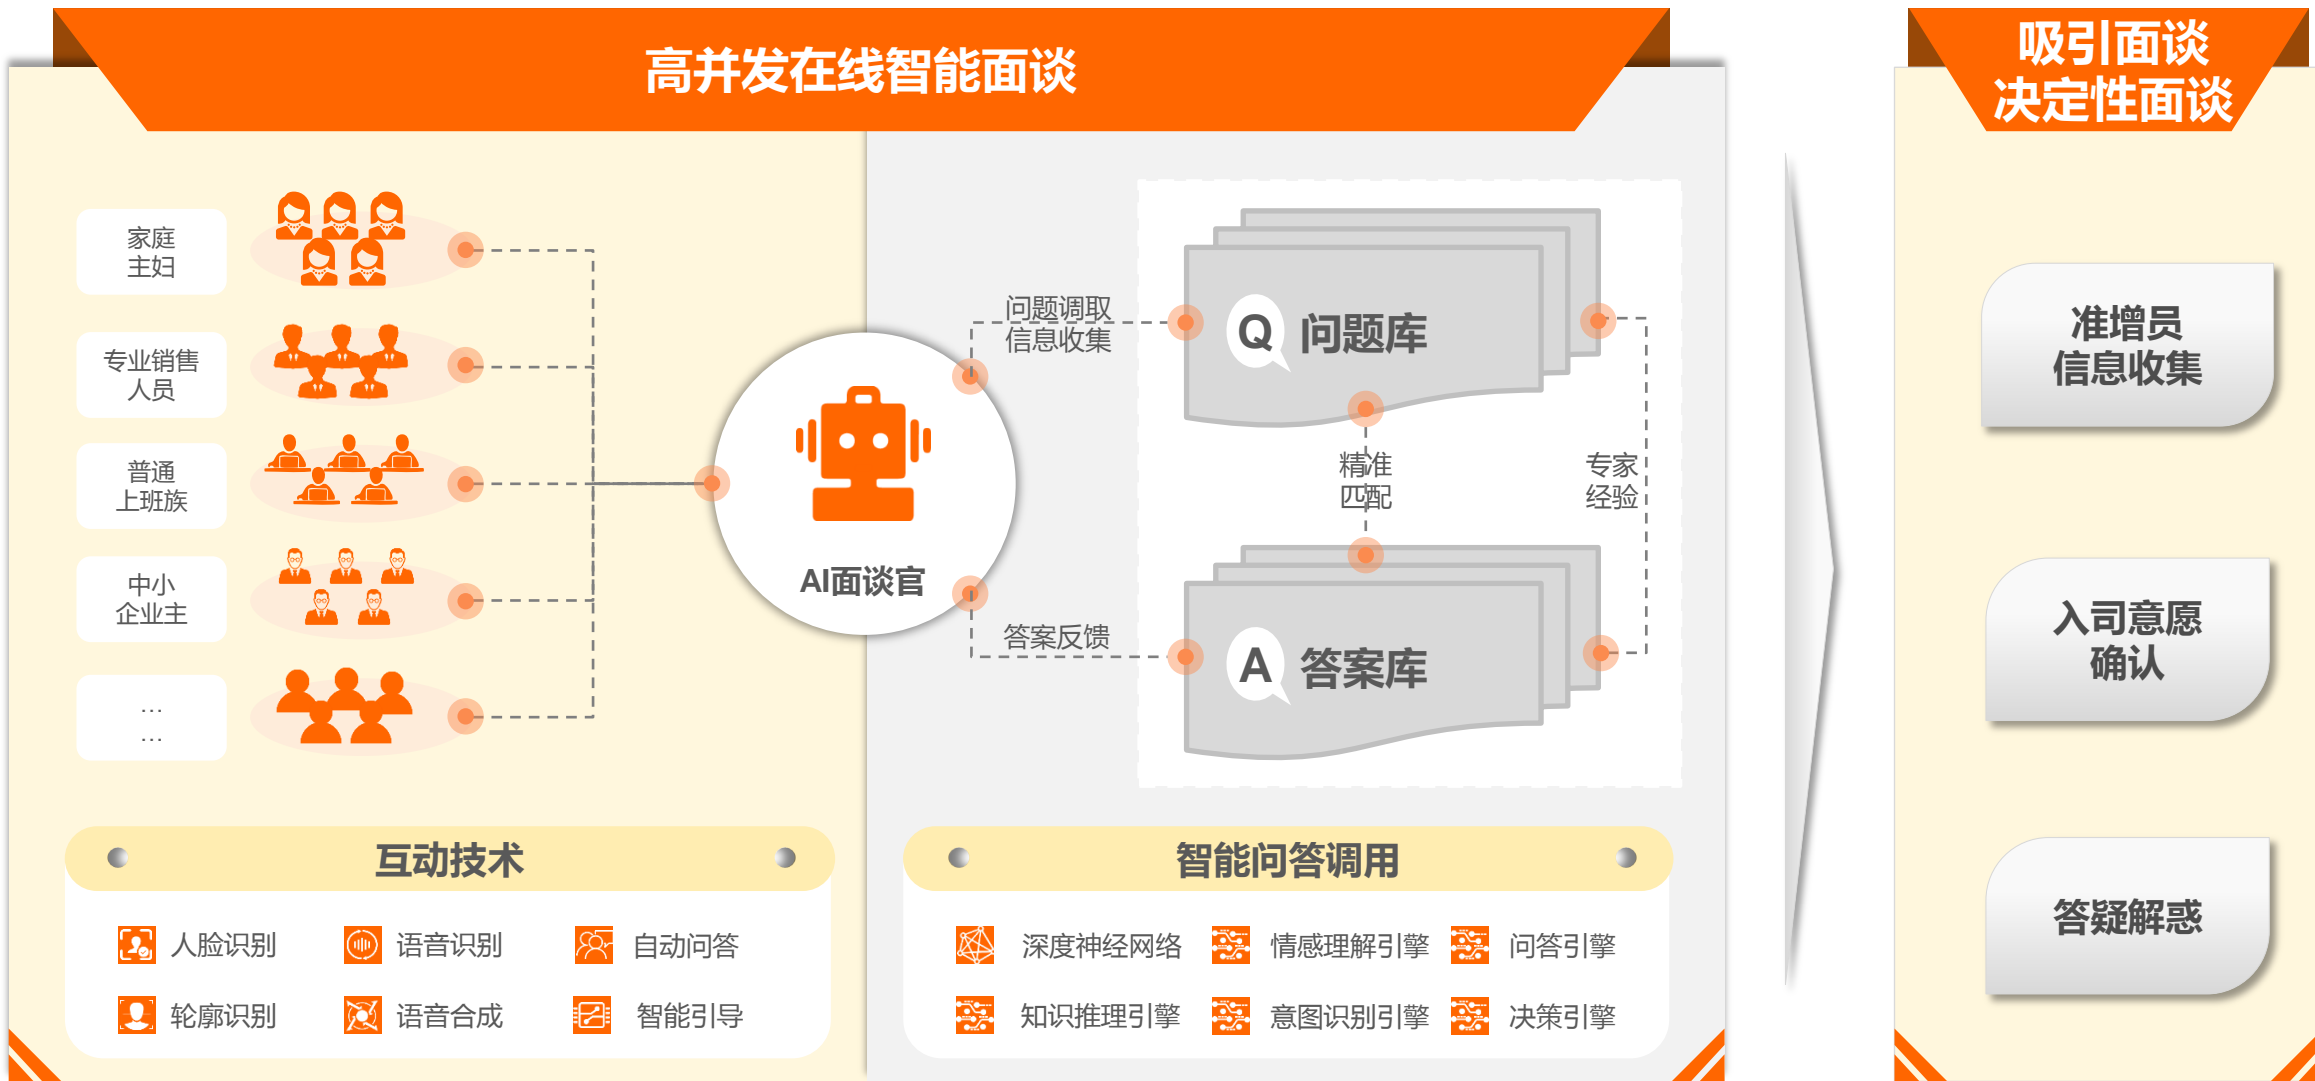 高并发在线智能面谈
吸引面谈
决定性面谈
家庭
主妇
专业销售
人员
普通
上班族
中小
企业主
…
…
AI面谈官
问题调取
信息收集
答案反馈
Q
问题库
精准
匹配
专家
经验
A
答案库
互动技术
人脸识别
语音识别
自动问答
轮廓识别
语音合成
智能引导
智能问答调用
深度神经网络
情感理解引擎
问答引擎
知识推理引擎
意图识别引擎
决策引擎
准增员
信息收集
入司意愿
确认
答疑解惑